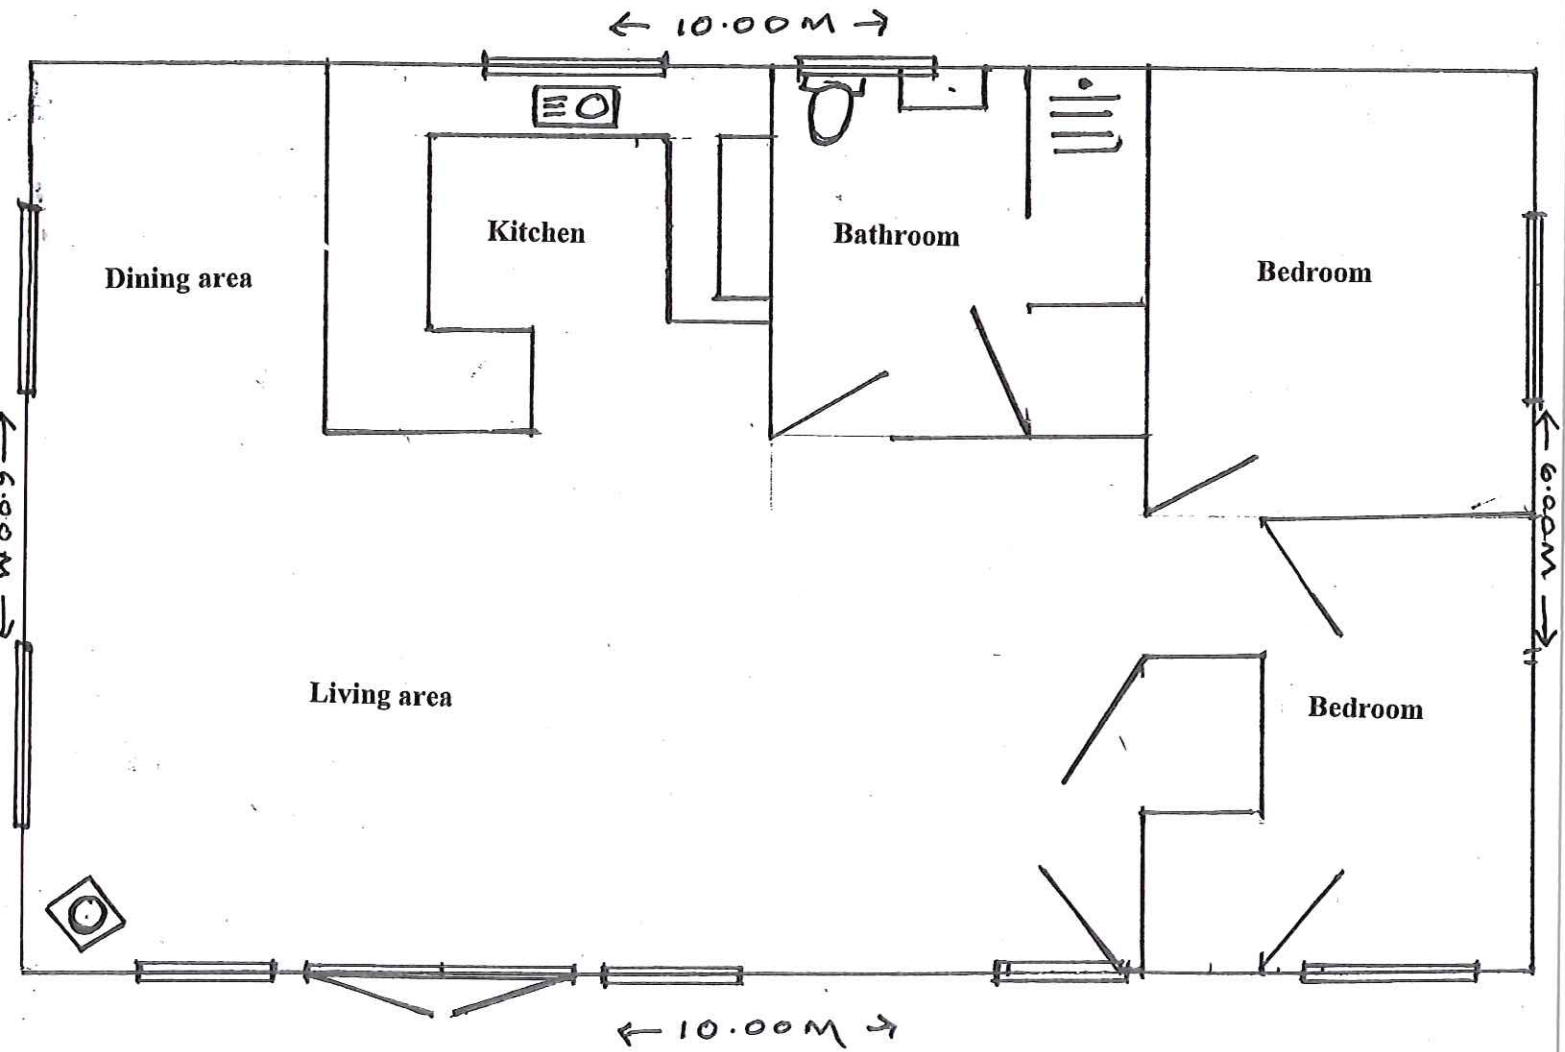 ← 10.00M →
Kitchen
Bathroom
Bedroom
Dining area
← 6.00M →
← 6.00M →
Living area
Bedroom
← 10.00M →